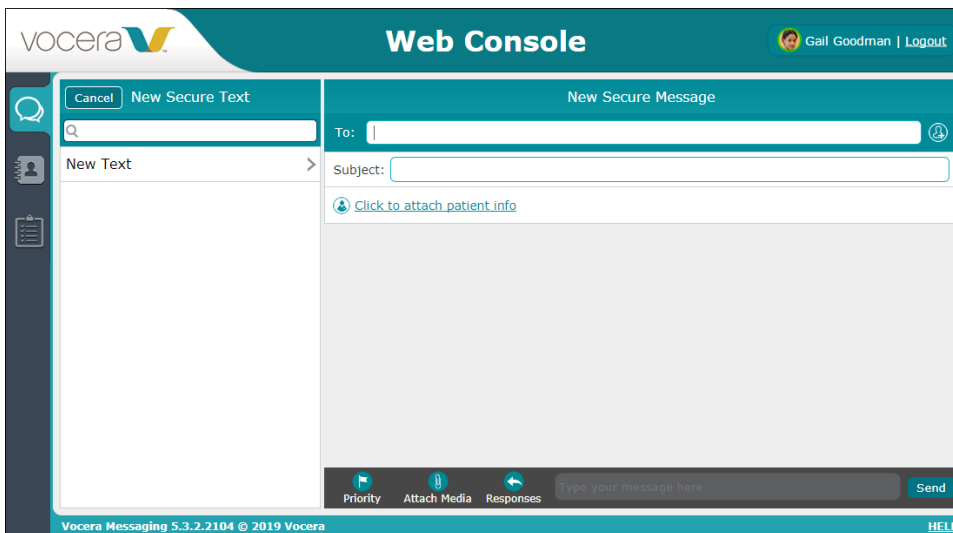 vocera
Web Console
Gail Goodman | Logout
Cancel New Secure Text
New Text
New Secure Message
To:
Subject:
Click to attach patient info
Priority Attach Media Responses Type your message here Send
Vocera Messaging 5.3.2.2104 © 2019 Vocera
HELP